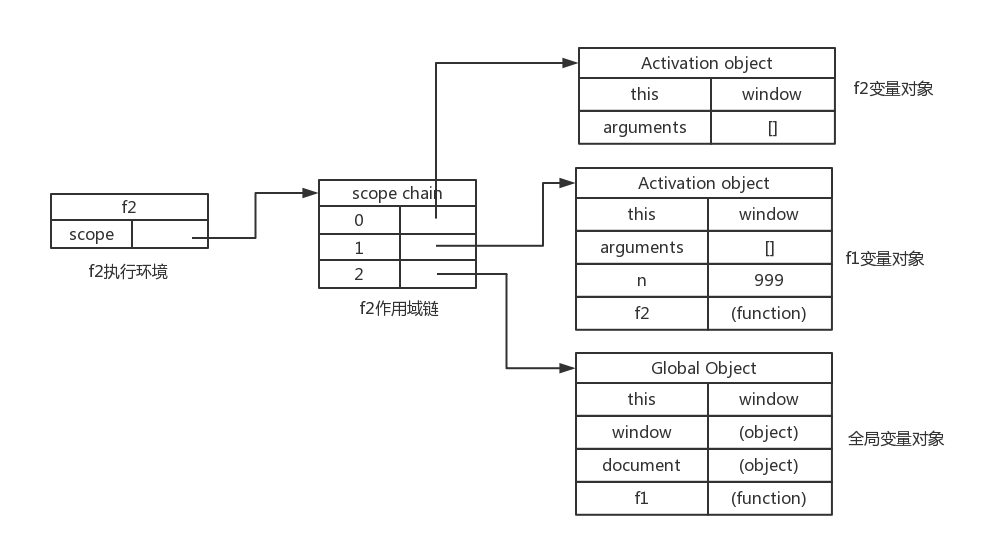 f2
scope
f2执行环境
scope chain
0
1
2
f2作用域链
Activation object
this window
arguments []
f2变量对象
Activation object
this window
arguments []
n 999
f2 (function)
f1变量对象
Global Object
this window
window (object)
document (object)
f1 (function)
全局变量对象